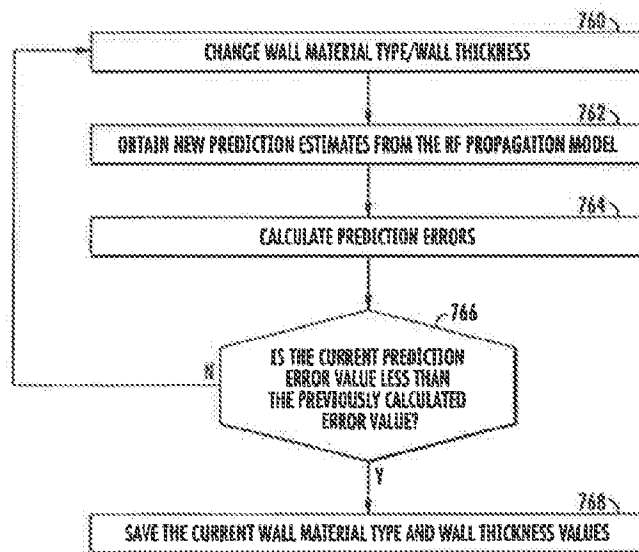 760
CHANGE WALL MATERIAL TYPE/WALL THICKNESS
762
OBTAIN NEW PREDICTION ESTIMATES FROM THE RF PROPAGATION MODEL
764
CALCULATE PREDICTION ERRORS
766
IS THE CURRENT PREDICTION
ERROR VALUE LESS THAN
THE PREVIOUSLY CALCULATED
ERROR VALUE?
N
Y
768
SAVE THE CURRENT WALL MATERIAL TYPE AND WALL THICKNESS VALUES